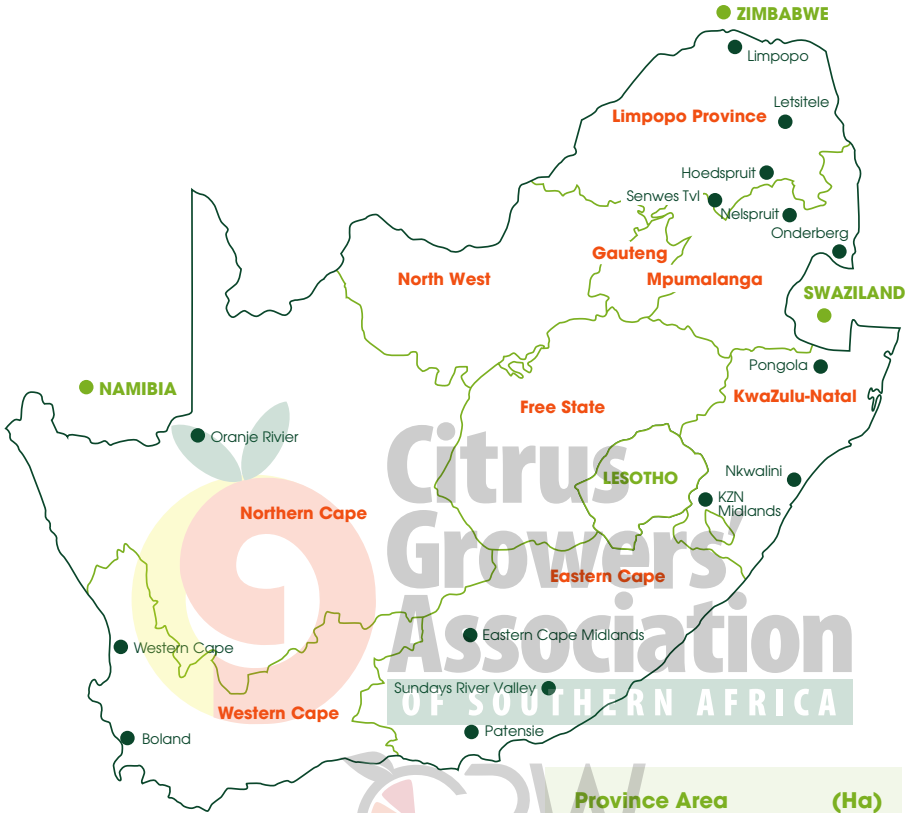 ZIMBABWE
Limpopo
Letsitele
Limpopo Province
Hoedspruit
Senwes Tvl
Nelspruit
Onderberg
Gauteng
North West
Mpumalanga
SWAZILAND
Pongola
NAMIBIA
KwaZulu-Natal
Free State
Oranje Rivier
Citrus
Nkwalini
LESOTHO
KZN
Midlands
Northern Cape
Growers'
Eastern Cape
Association
Eastern Cape Midlands
Western Cape
Sundays River Valley
OF SOUTHERN AFRICA
Western Cape
Patensie
Boland
Province Area (Ha)